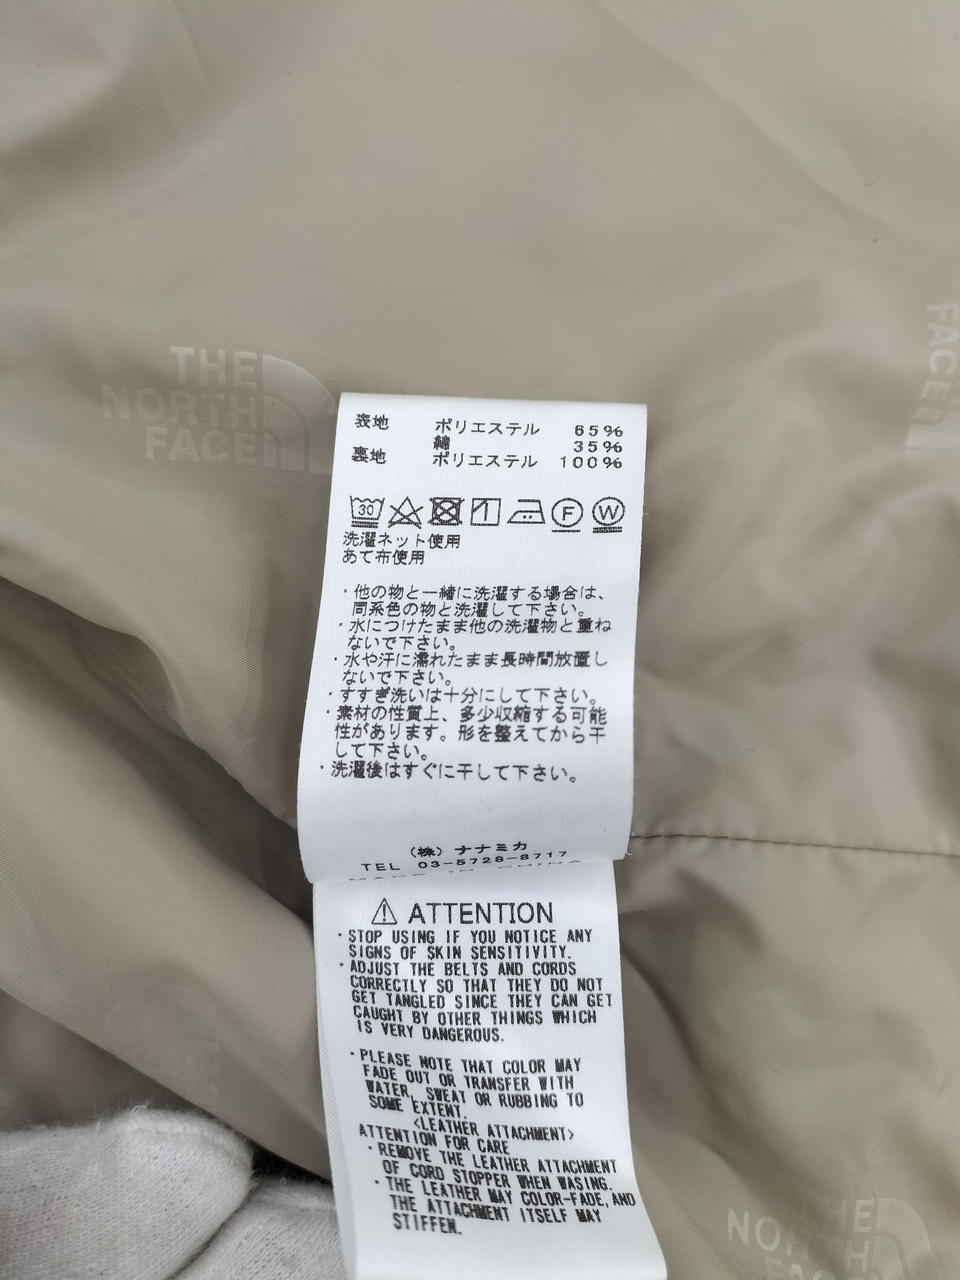 THE
NORTH
FACE
FACE
表地 ポリエステル 65%
綿 35%
裏地 ポリエステル 100%
30
F
W
洗濯ネット使用
あて布使用
・他の物と一緒に洗濯する場合は、
同系色の物と洗濯して下さい。
・水につけたまま他の洗濯物と重ね
ないで下さい。
・水や汗に濡れたまま長時間放置し
ないで下さい。
・すすぎ洗いは十分にして下さい。
・素材の性質上、多少収縮する可能
性があります。形を整えてから干
して下さい。
・洗濯後はすぐに干して下さい。
(株) ナナミカ
TEL 03-5728-8717
MADE IN CHINA
ATTENTION
・STOP USING IF YOU NOTICE ANY
SIGNS OF SKIN SENSITIVITY.
・ADJUST THE BELTS AND CORDS
CORRECTLY SO THAT THEY DO NOT
GET TANGLED SINCE THEY CAN GET
CAUGHT BY OTHER THINGS WHICH
IS VERY DANGEROUS.
・PLEASE NOTE THAT COLOR MAY
FADE OUT OR TRANSFER WITH
WATER, SWEAT OR RUBBING TO
SOME EXTENT.
<LEATHER ATTACHMENT>
ATTENTION FOR CARE
・REMOVE THE LEATHER ATTACHMENT
OF CORD STOPPER WHEN WASING.
・THE LEATHER MAY COLOR-FADE, AND
THE ATTACHMENT ITSELF MAY
STIFFEN.
THE
NORTH
FACE